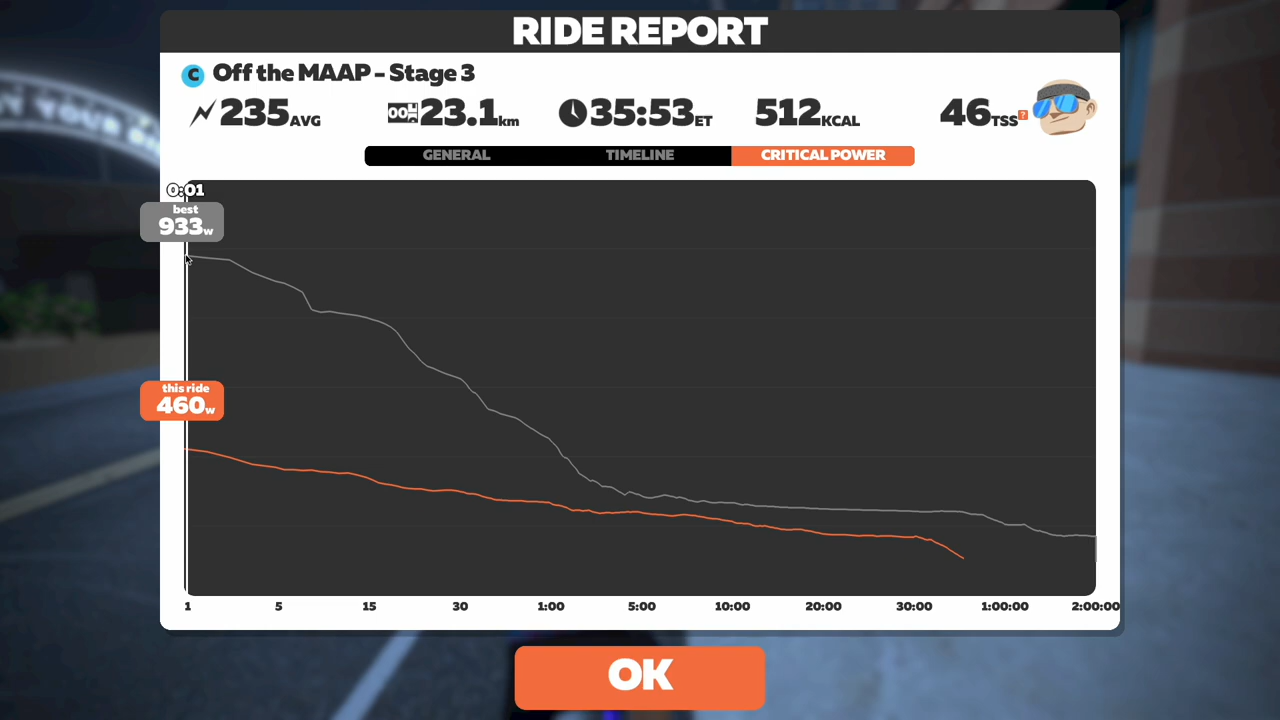 RIDE REPORT
C Off the MAAP – Stage 3
235AVG 23.1km 35:53ET 512KCAL 46TSS?
GENERAL TIMELINE CRITICAL POWER
0:01
best
933w
this ride
460w
1 5 15 30 1:00 5:00 10:00 20:00 30:00 1:00:00 2:00:00
OK